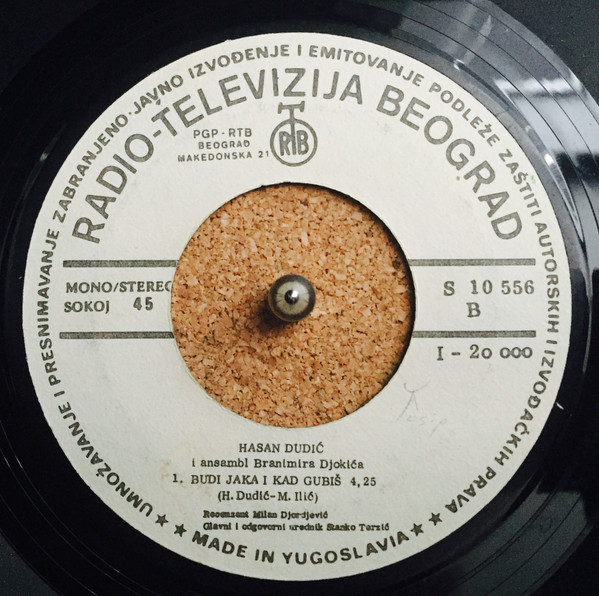 UMNOŽAVANJE I PRESNIMAVANJE ZABRANJENO · JAVNO IZVOĐENJE I EMITOVANJE PODLEŽE ZAŠTITI AUTORSKIH I IZVOĐAČKIH PRAVA ★
RADIO-TELEVIZIJA BEOGRAD
PGP - RTB
BEOGRAD
MAKEDONSKA 21
RTB
MONO/STEREO
SOKOJ 45
S 10 556
B
I - 20 000
HASAN DUDIĆ
i ansambl Branimira Djokića
1. BUDI JAKA I KAD GUBIŠ 4,25
(H. Dudić-M. Ilić)
Recenzent Milan Djordjević
Glavni i odgovorni urednik Stanko Terzić
★ ★ MADE IN YUGOSLAVIA ★ ★